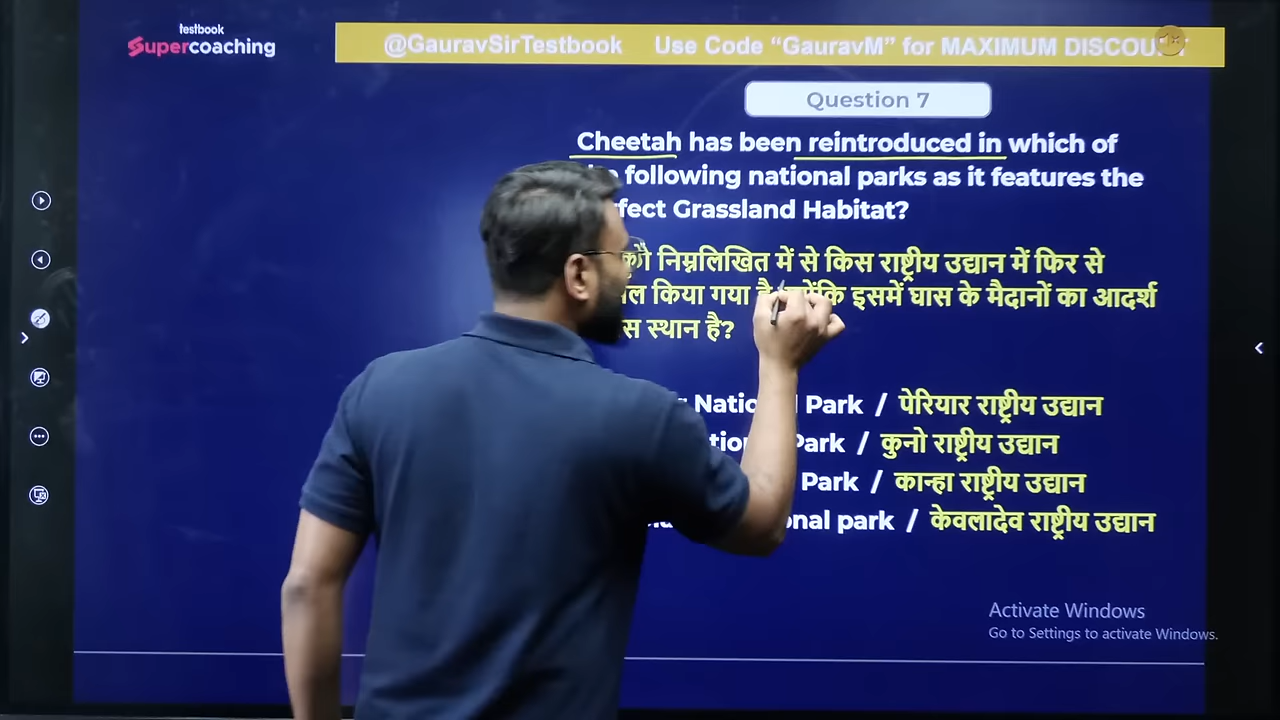 testbook
Supercoaching
@GauravSirTestbook Use Code “GauravM” for MAXIMUM
Question 7
Cheetah has been reintroduced in which of
following national parks as it features the
Grassland Habitat?
निम्नलिखित में से किस राष्ट्रीय उद्यान में फिर से
किया गया इसमें घास के मैदानों का आदर्श
स्थान है?
Park / पेरियार राष्ट्रीय उद्यान
Park / कुनो राष्ट्रीय उद्यान
Park / कान्हा राष्ट्रीय उद्यान
park / केवलादेव राष्ट्रीय उद्यान
Activate Windows
Go to Settings to activate Windows.